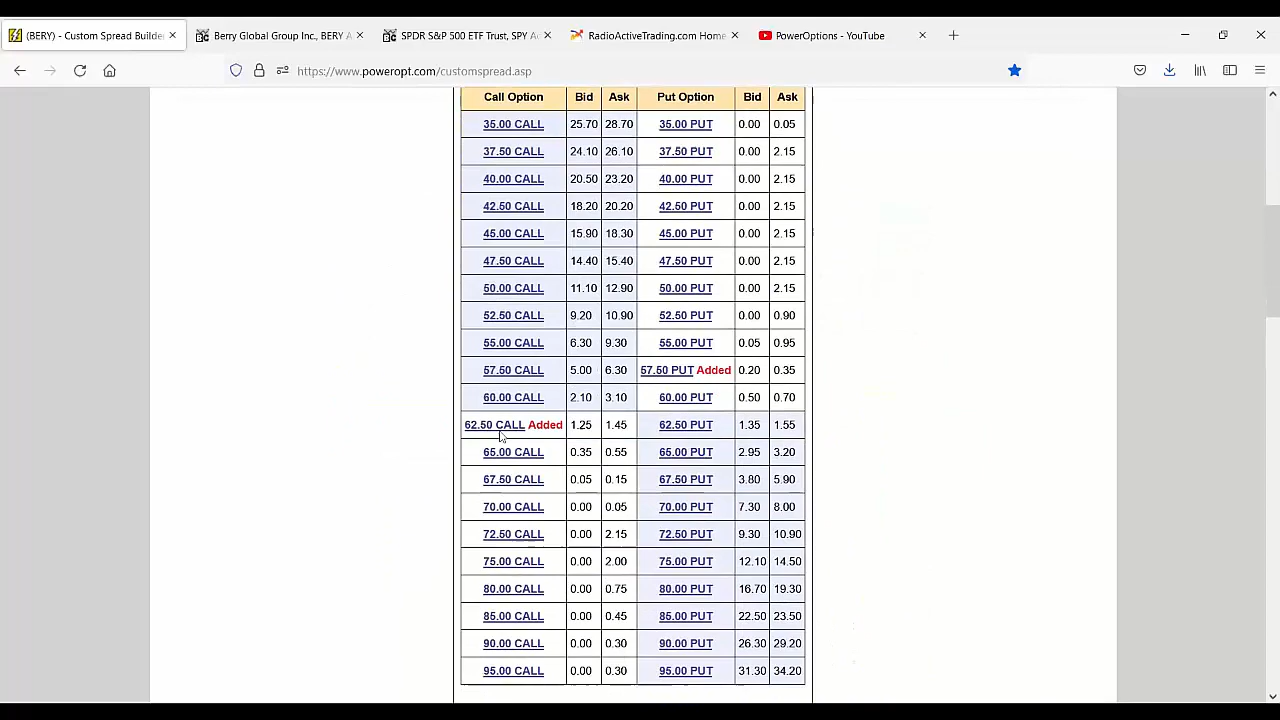 (BERY) - Custom Spread Builder
Berry Global Group Inc., BERY A
SPDR S&P 500 ETF Trust, SPY A
RadioActiveTrading.com Home
PowerOptions - YouTube
https://www.poweropt.com/customspread.asp
Call Option Bid Ask Put Option Bid Ask
35.00 CALL 25.70 28.70 35.00 PUT 0.00 0.05
37.50 CALL 24.10 26.10 37.50 PUT 0.00 2.15
40.00 CALL 20.50 23.20 40.00 PUT 0.00 2.15
42.50 CALL 18.20 20.20 42.50 PUT 0.00 2.15
45.00 CALL 15.90 18.30 45.00 PUT 0.00 2.15
47.50 CALL 14.40 15.40 47.50 PUT 0.00 2.15
50.00 CALL 11.10 12.90 50.00 PUT 0.00 2.15
52.50 CALL 9.20 10.90 52.50 PUT 0.00 0.90
55.00 CALL 6.30 9.30 55.00 PUT 0.05 0.95
57.50 CALL 5.00 6.30 57.50 PUT Added 0.20 0.35
60.00 CALL 2.10 3.10 60.00 PUT 0.50 0.70
62.50 CALL Added 1.25 1.45 62.50 PUT 1.35 1.55
65.00 CALL 0.35 0.55 65.00 PUT 2.95 3.20
67.50 CALL 0.05 0.15 67.50 PUT 3.80 5.90
70.00 CALL 0.00 0.05 70.00 PUT 7.30 8.00
72.50 CALL 0.00 2.15 72.50 PUT 9.30 10.90
75.00 CALL 0.00 2.00 75.00 PUT 12.10 14.50
80.00 CALL 0.00 0.75 80.00 PUT 16.70 19.30
85.00 CALL 0.00 0.45 85.00 PUT 22.50 23.50
90.00 CALL 0.00 0.30 90.00 PUT 26.30 29.20
95.00 CALL 0.00 0.30 95.00 PUT 31.30 34.20